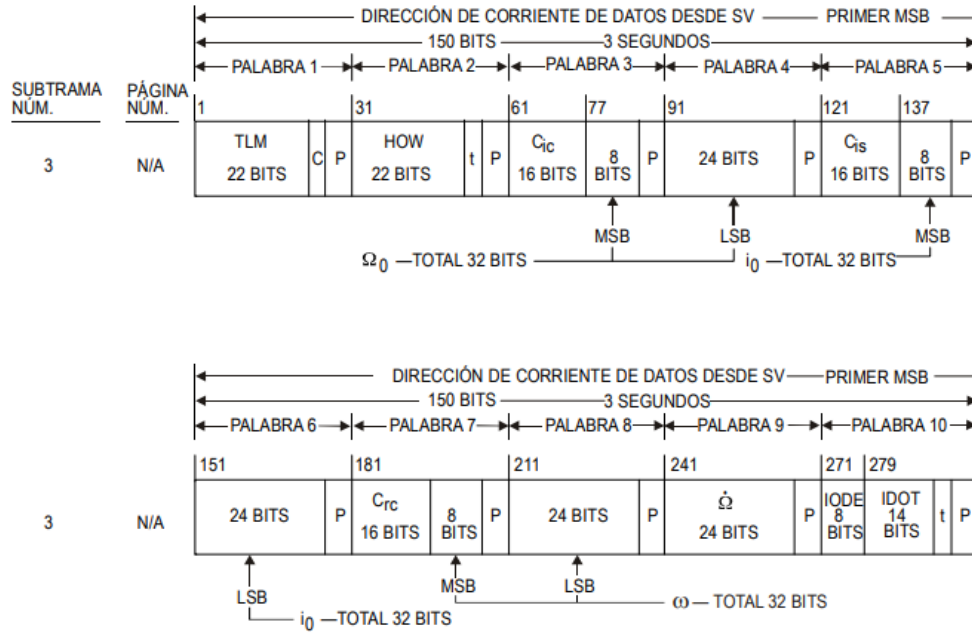 DIRECCIÓN DE CORRIENTE DE DATOS DESDE SV PRIMER MSB
150 BITS 3 SEGUNDOS
PALABRA 1 PALABRA 2 PALABRA 3 PALABRA 4 PALABRA 5
SUBTRAMA PÁGINA
NÚM. NÚM.
1 31 61 77 91 121 137
3 N/A
TLM C P HOW t P Cic 8 P 24 BITS P Cis 8 P
22 BITS 22 BITS 16 BITS BITS 16 BITS BITS
MSB LSB MSB
Ω0 —TOTAL 32 BITS i0 —TOTAL 32 BITS
DIRECCIÓN DE CORRIENTE DE DATOS DESDE SV PRIMER MSB
150 BITS 3 SEGUNDOS
PALABRA 6 PALABRA 7 PALABRA 8 PALABRA 9 PALABRA 10
151 181 211 241 271 279
3 N/A
24 BITS P Crc 8 P 24 BITS P Ω̇ P IODE IDOT t P
16 BITS BITS 24 BITS 8 14
BITS BITS
LSB MSB LSB
i0 —TOTAL 32 BITS ω — TOTAL 32 BITS